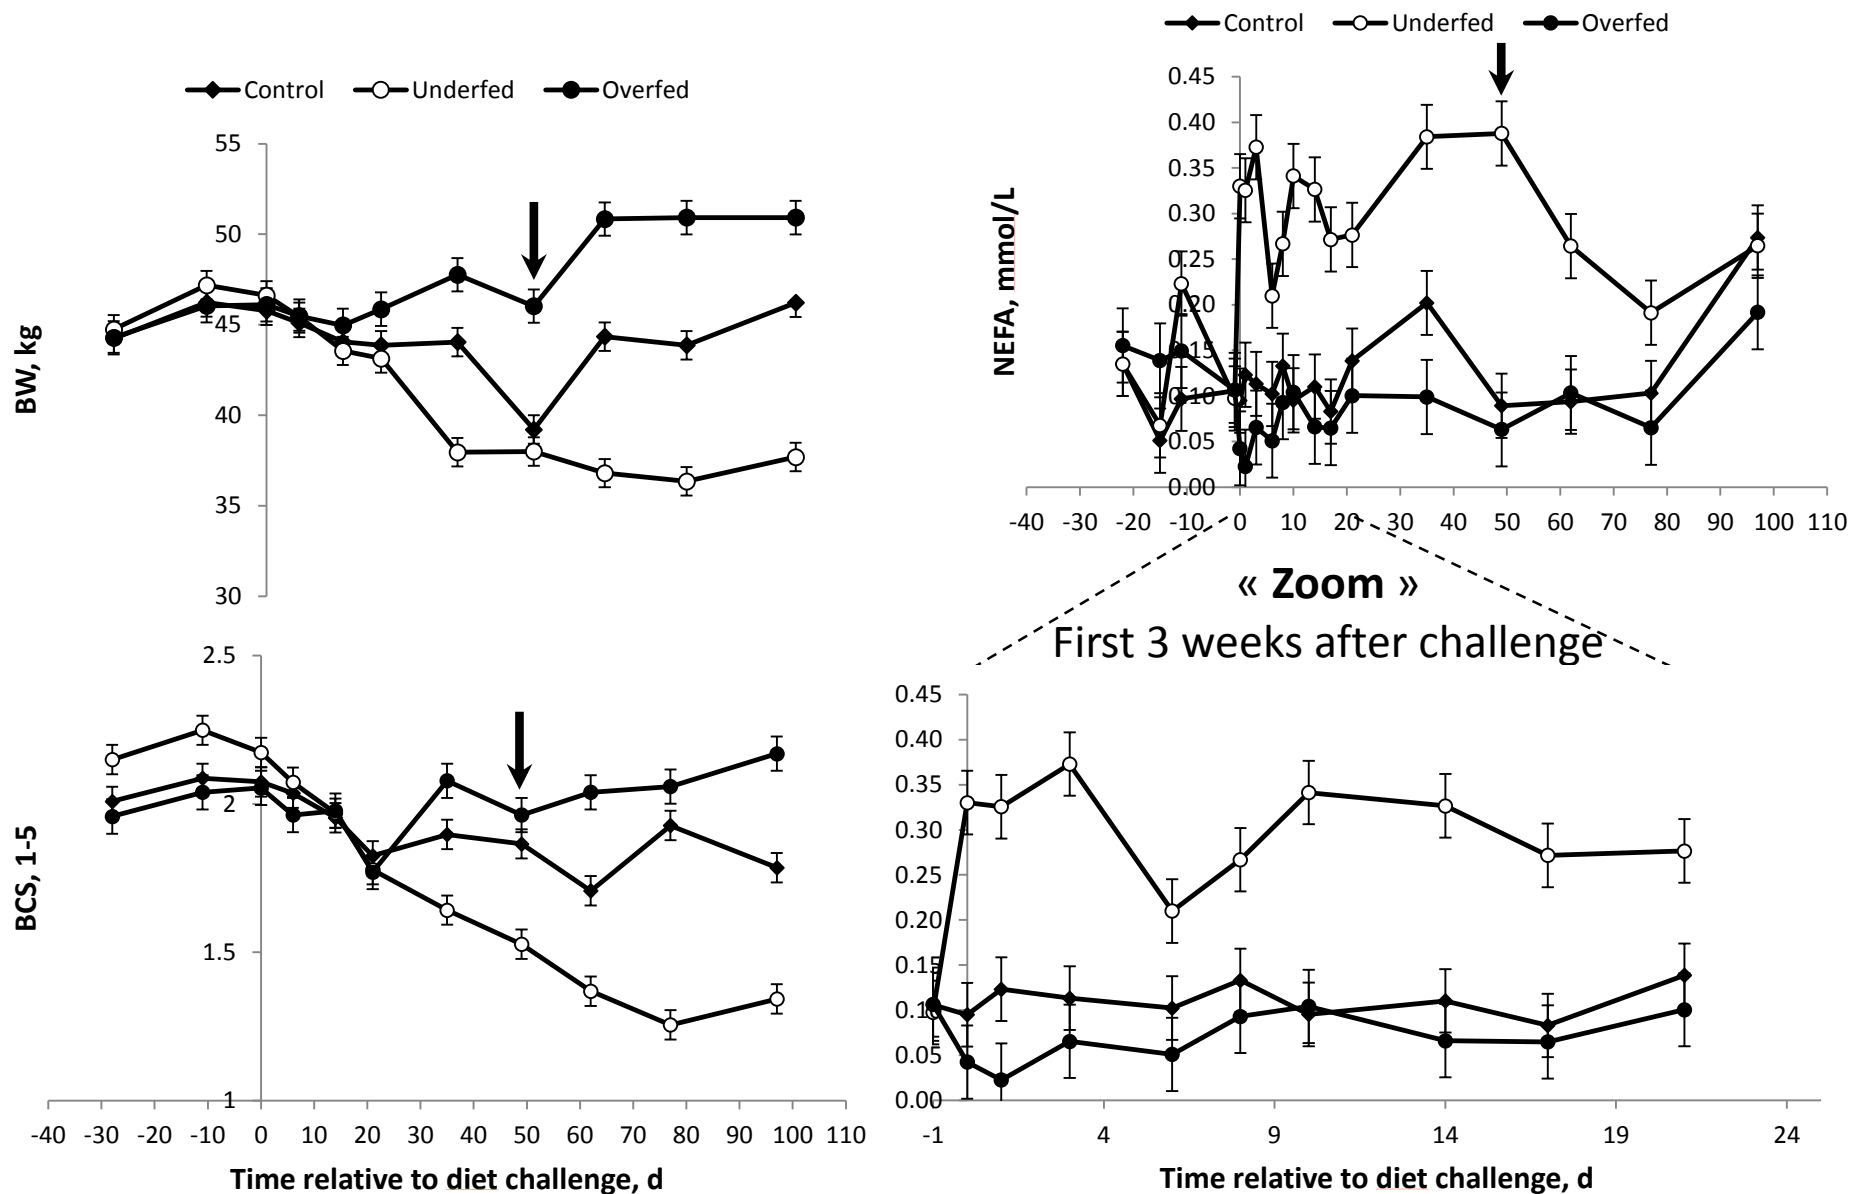 Control Underfed Overfed
55
50
45
40
35
30
BW, kg
Control Underfed Overfed
0.45
0.40
0.35
0.30
0.25
0.20
0.15
0.10
0.05
0.00
NEFA, mmol/L
-40 -30 -20 -10 0 10 20 30 40 50 60 70 80 90 100 110
« Zoom »
First 3 weeks after challenge
2.5
2
1.5
1
BCS, 1-5
-40 -30 -20 -10 0 10 20 30 40 50 60 70 80 90 100 110
Time relative to diet challenge, d
0.45
0.40
0.35
0.30
0.25
0.20
0.15
0.10
0.05
0.00
-1 4 9 14 19 24
Time relative to diet challenge, d